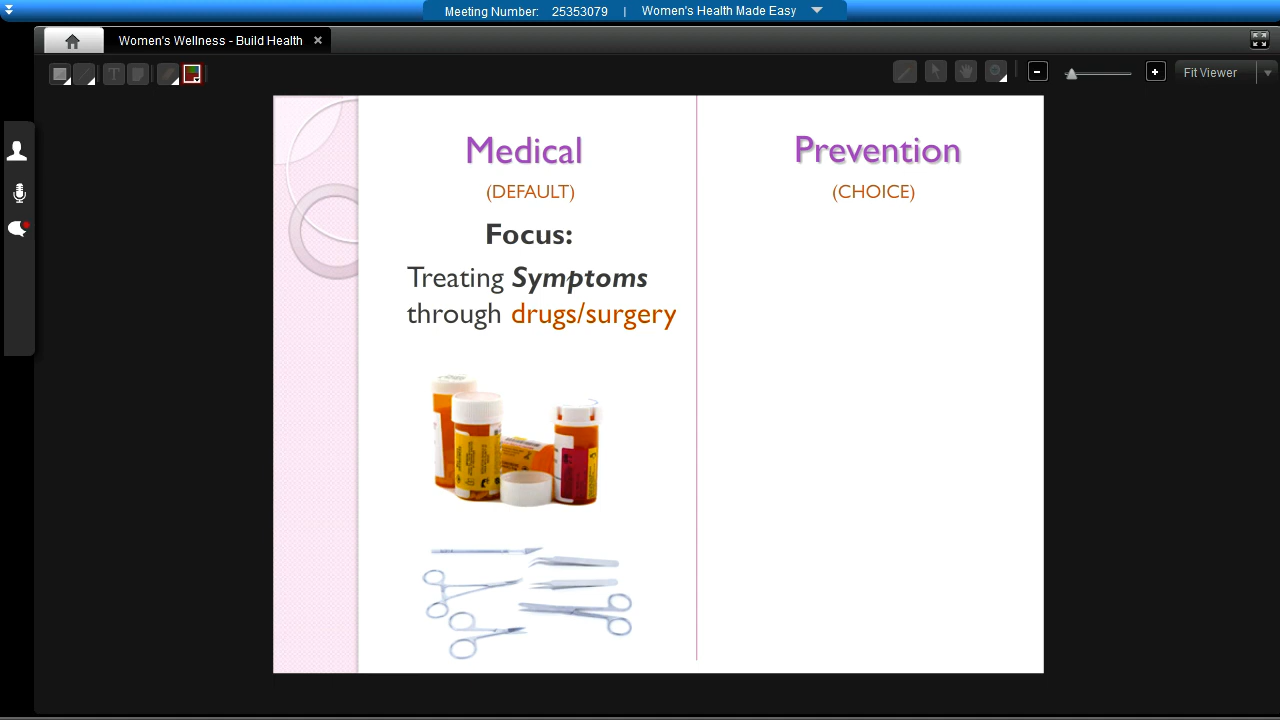 Meeting Number: 25353079 | Women's Health Made Easy
Women's Wellness - Build Health
Fit Viewer
Medical
(DEFAULT)
Focus:
Treating Symptoms
through drugs/surgery
Prevention
(CHOICE)